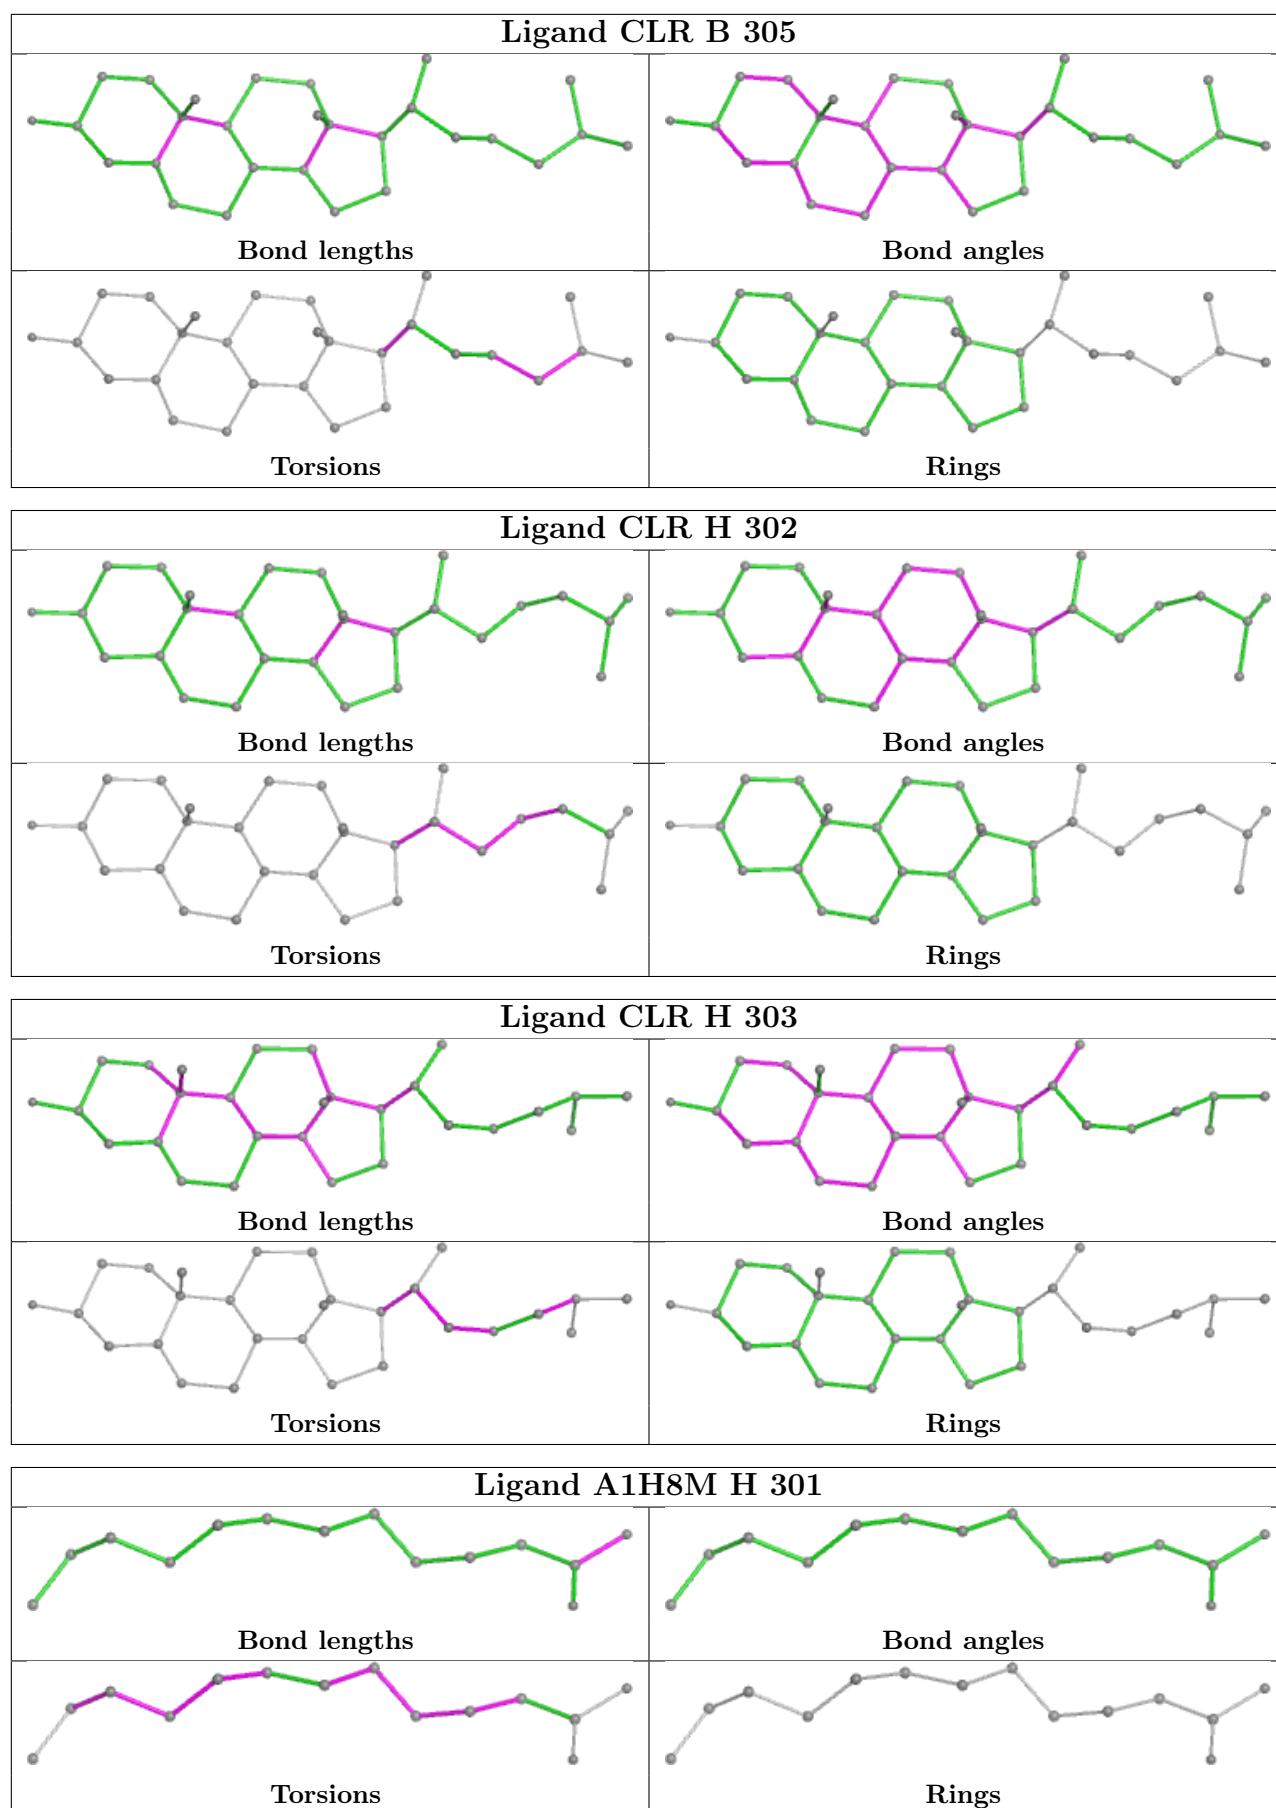 Ligand CLR B 305
Bond lengths
Bond angles
Torsions
Rings
Ligand CLR H 302
Bond lengths
Bond angles
Torsions
Rings
Ligand CLR H 303
Bond lengths
Bond angles
Torsions
Rings
Ligand A1H8M H 301
Bond lengths
Bond angles
Torsions
Rings